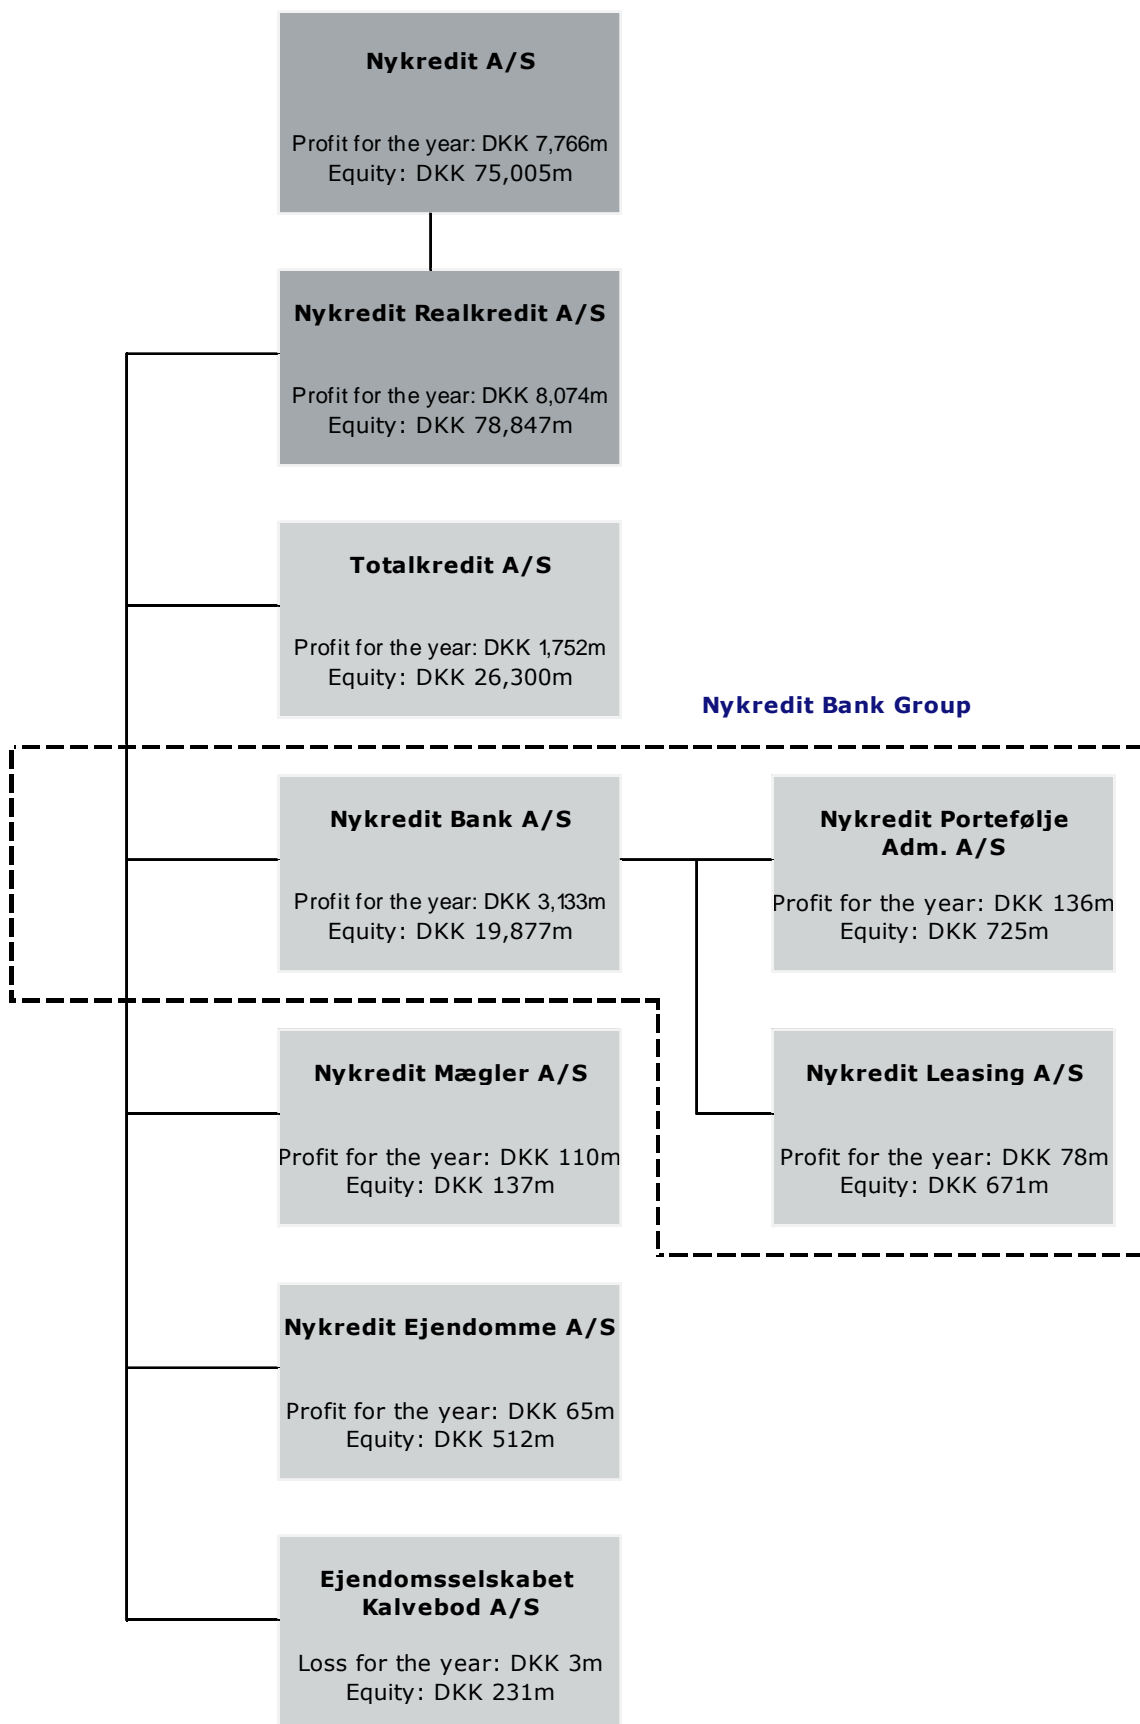 Nykredit A/S
Profit for the year: DKK 7,766m
Equity: DKK 75,005m
Nykredit Realkredit A/S
Profit for the year: DKK 8,074m
Equity: DKK 78,847m
Totalkredit A/S
Profit for the year: DKK 1,752m
Equity: DKK 26,300m
Nykredit Bank Group
Nykredit Bank A/S
Profit for the year: DKK 3,133m
Equity: DKK 19,877m
Nykredit Portefølje
Adm. A/S
Profit for the year: DKK 136m
Equity: DKK 725m
Nykredit Mægler A/S
Profit for the year: DKK 110m
Equity: DKK 137m
Nykredit Leasing A/S
Profit for the year: DKK 78m
Equity: DKK 671m
Nykredit Ejendomme A/S
Profit for the year: DKK 65m
Equity: DKK 512m
Ejendomsselskabet
Kalvebod A/S
Loss for the year: DKK 3m
Equity: DKK 231m